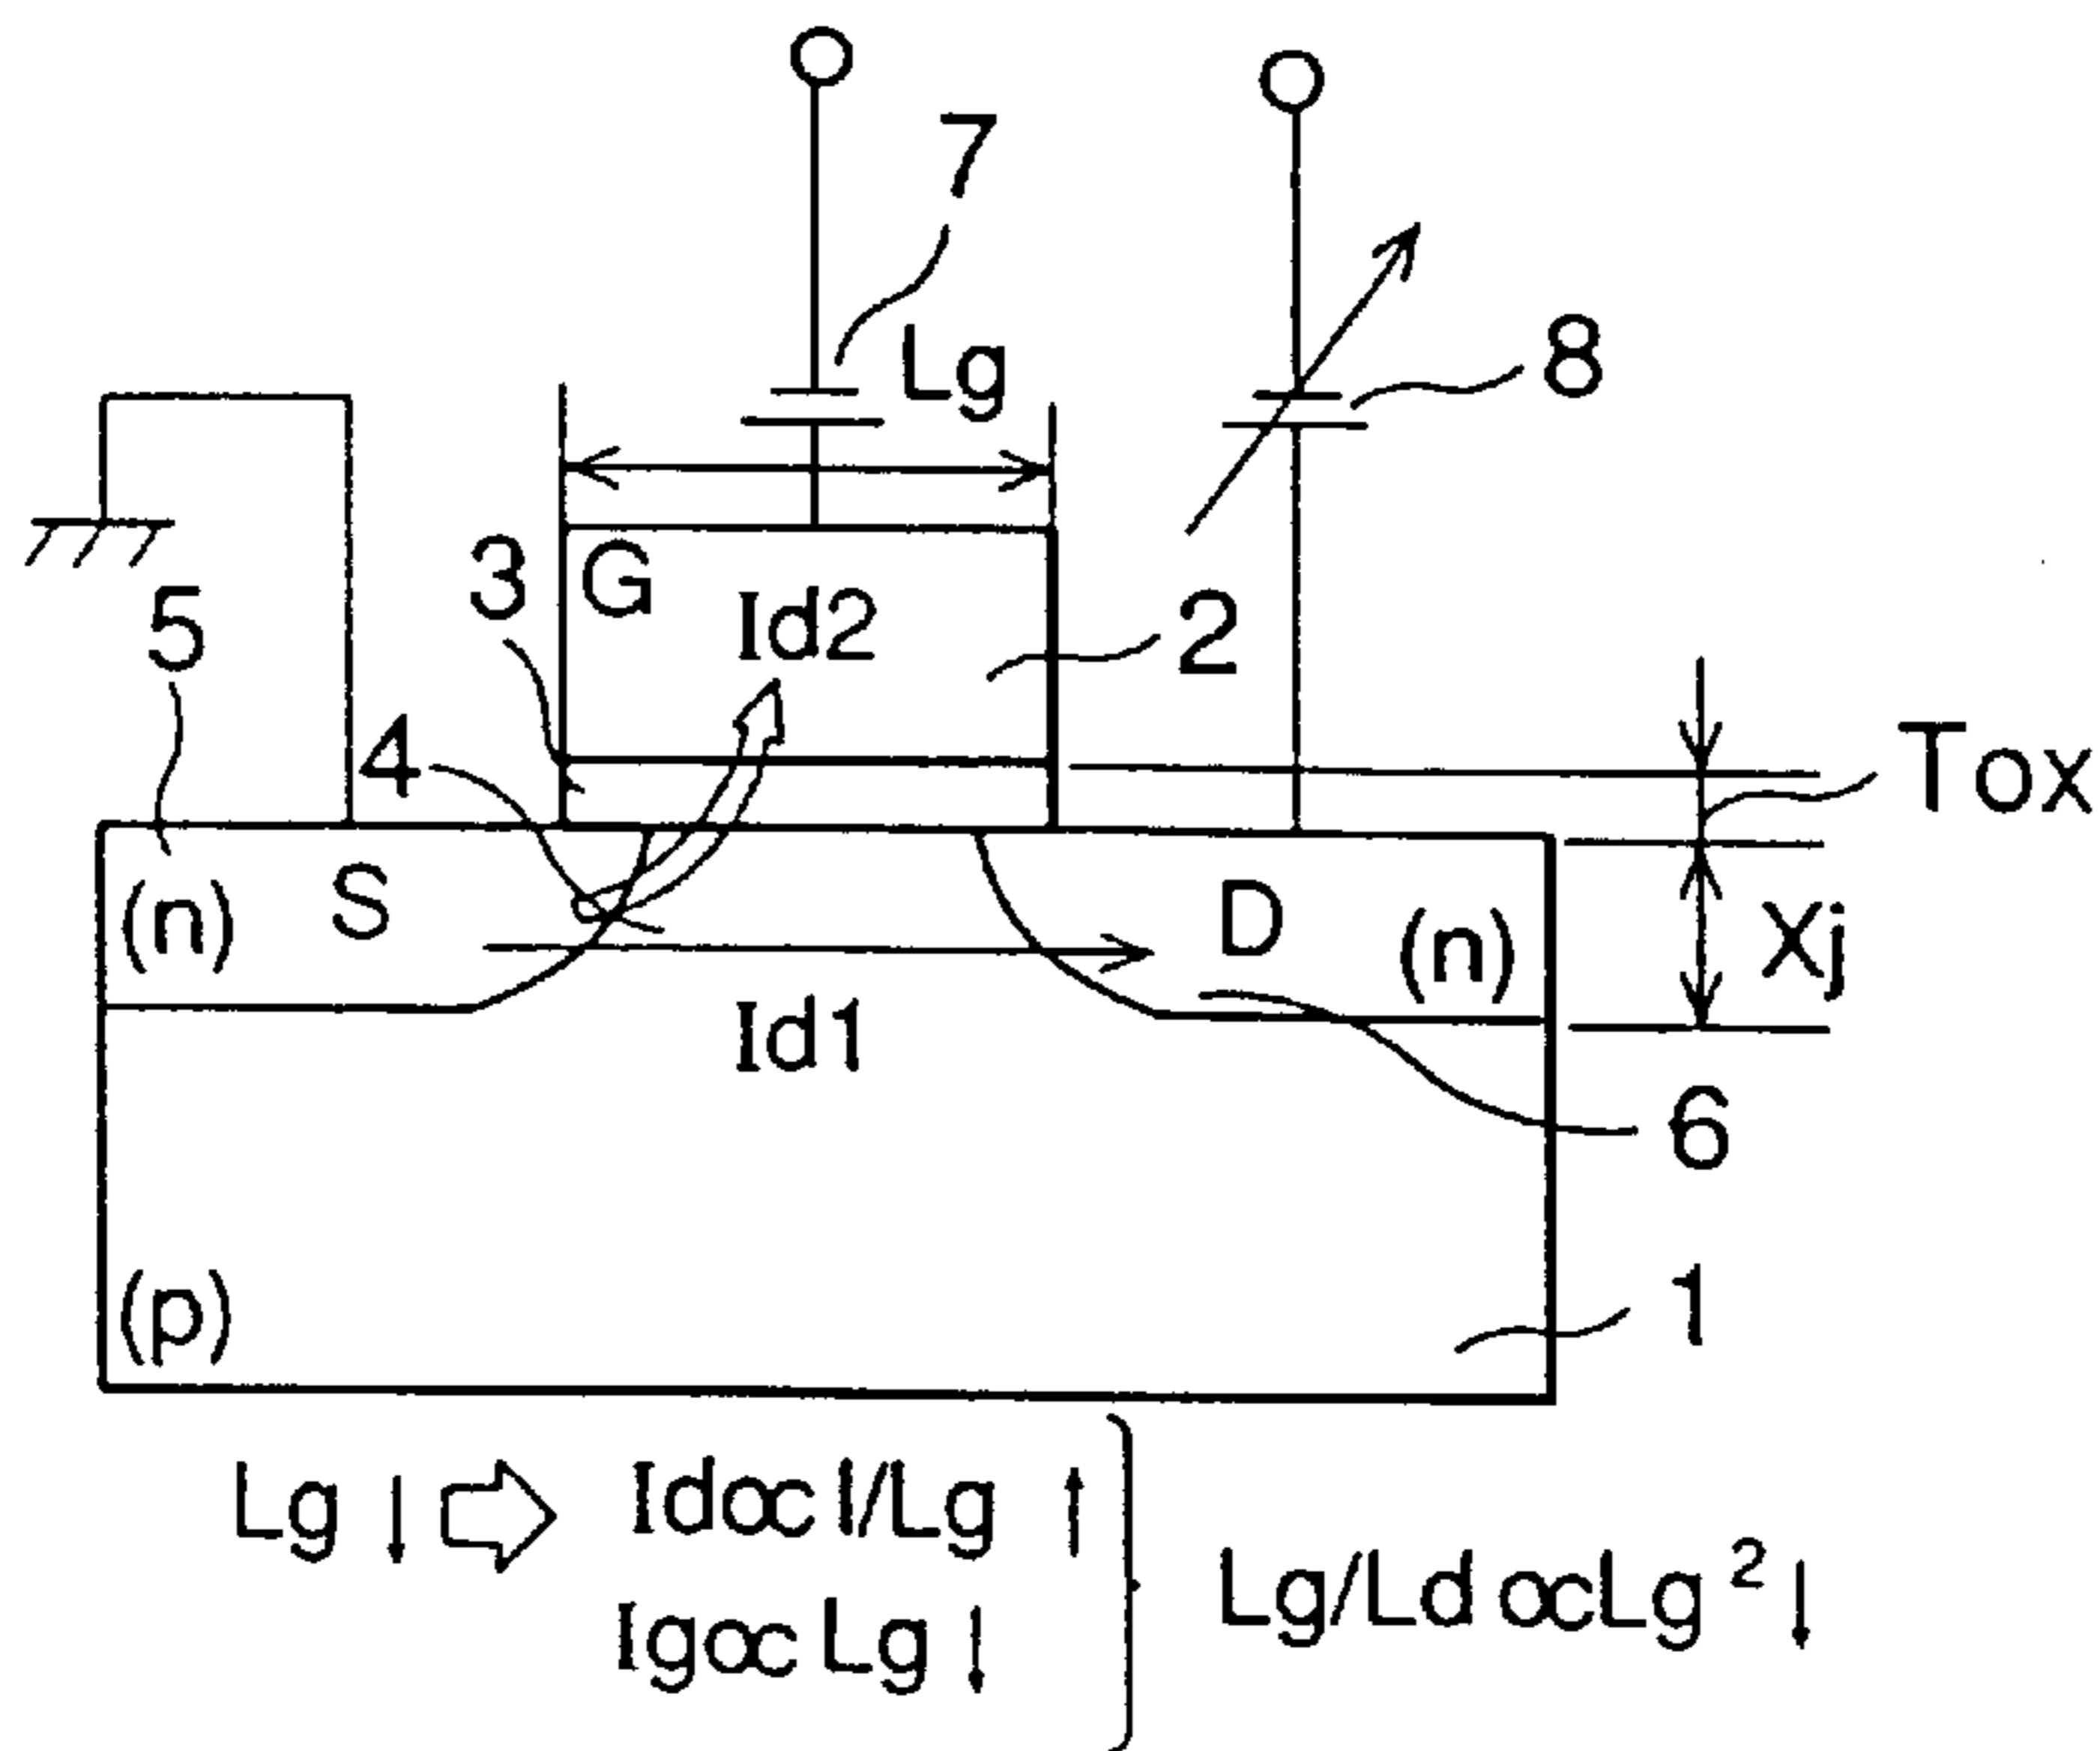 7
Lg
8
3
G
Id2
2
5
4
Tox
(n)
S
D
(n)
Xj
Id1
6
(p)
1
Lg ↓ ⇨ Id∝1/Lg ↑
Ig∝Lg ↓
Lg/Ld ∝Lg² ↓